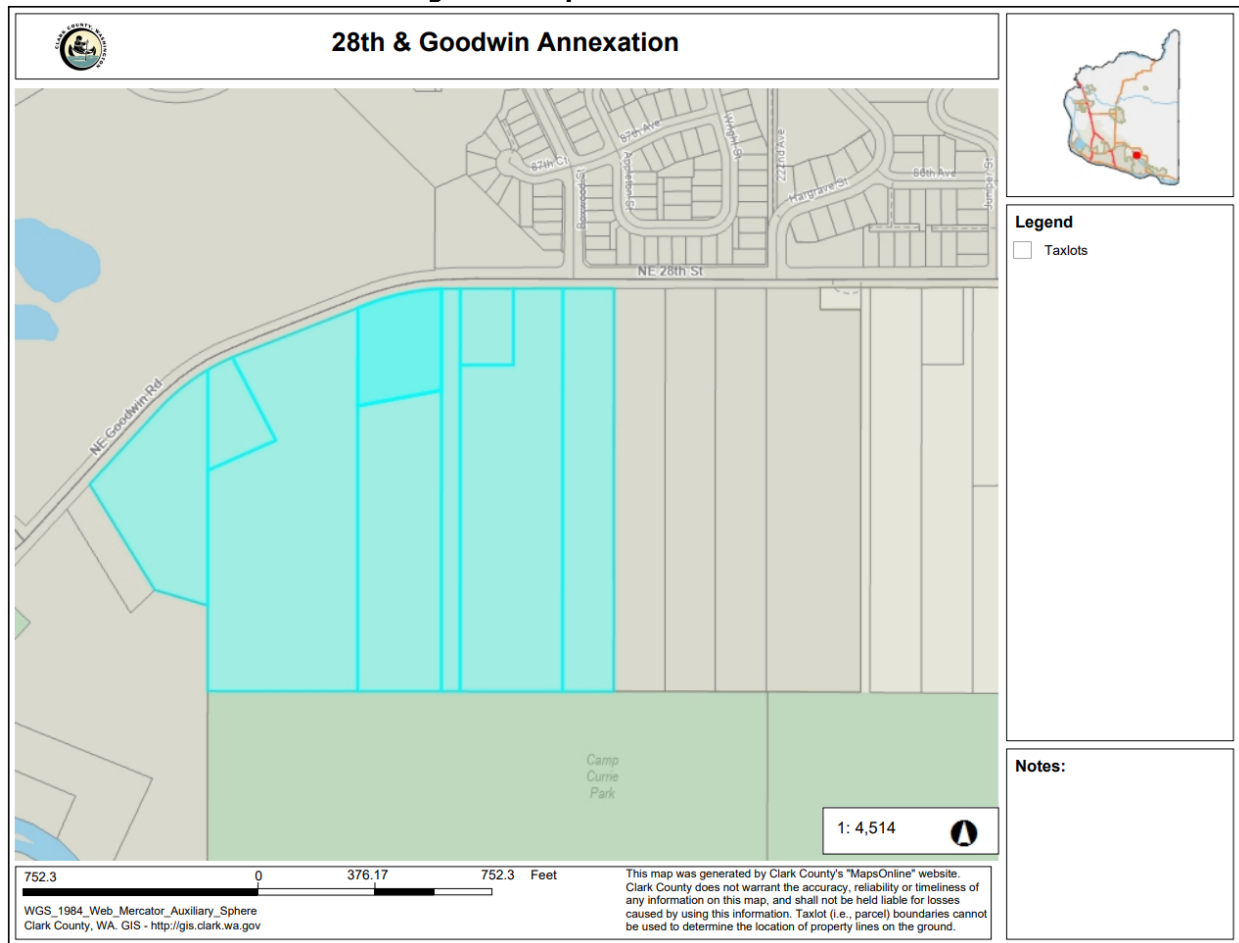 28th & Goodwin Annexation
CLARK COUNTY, WASHINGTON
87th Ave
Wright St
222nd Ave
87th Ct
Appleton St
Boxwood St
Hargrave St
86th Ave
Juniper St
NE 28th St
NE Goodwin Rd
Camp
Currie
Park
1: 4,514
Legend
Taxlots
Notes:
752.3 0 376.17 752.3 Feet
WGS_1984_Web_Mercator_Auxiliary_Sphere
Clark County, WA. GIS - http://gis.clark.wa.gov
This map was generated by Clark County's "MapsOnline" website.
Clark County does not warrant the accuracy, reliability or timeliness of
any information on this map, and shall not be held liable for losses
caused by using this information. Taxlot (i.e., parcel) boundaries cannot
be used to determine the location of property lines on the ground.